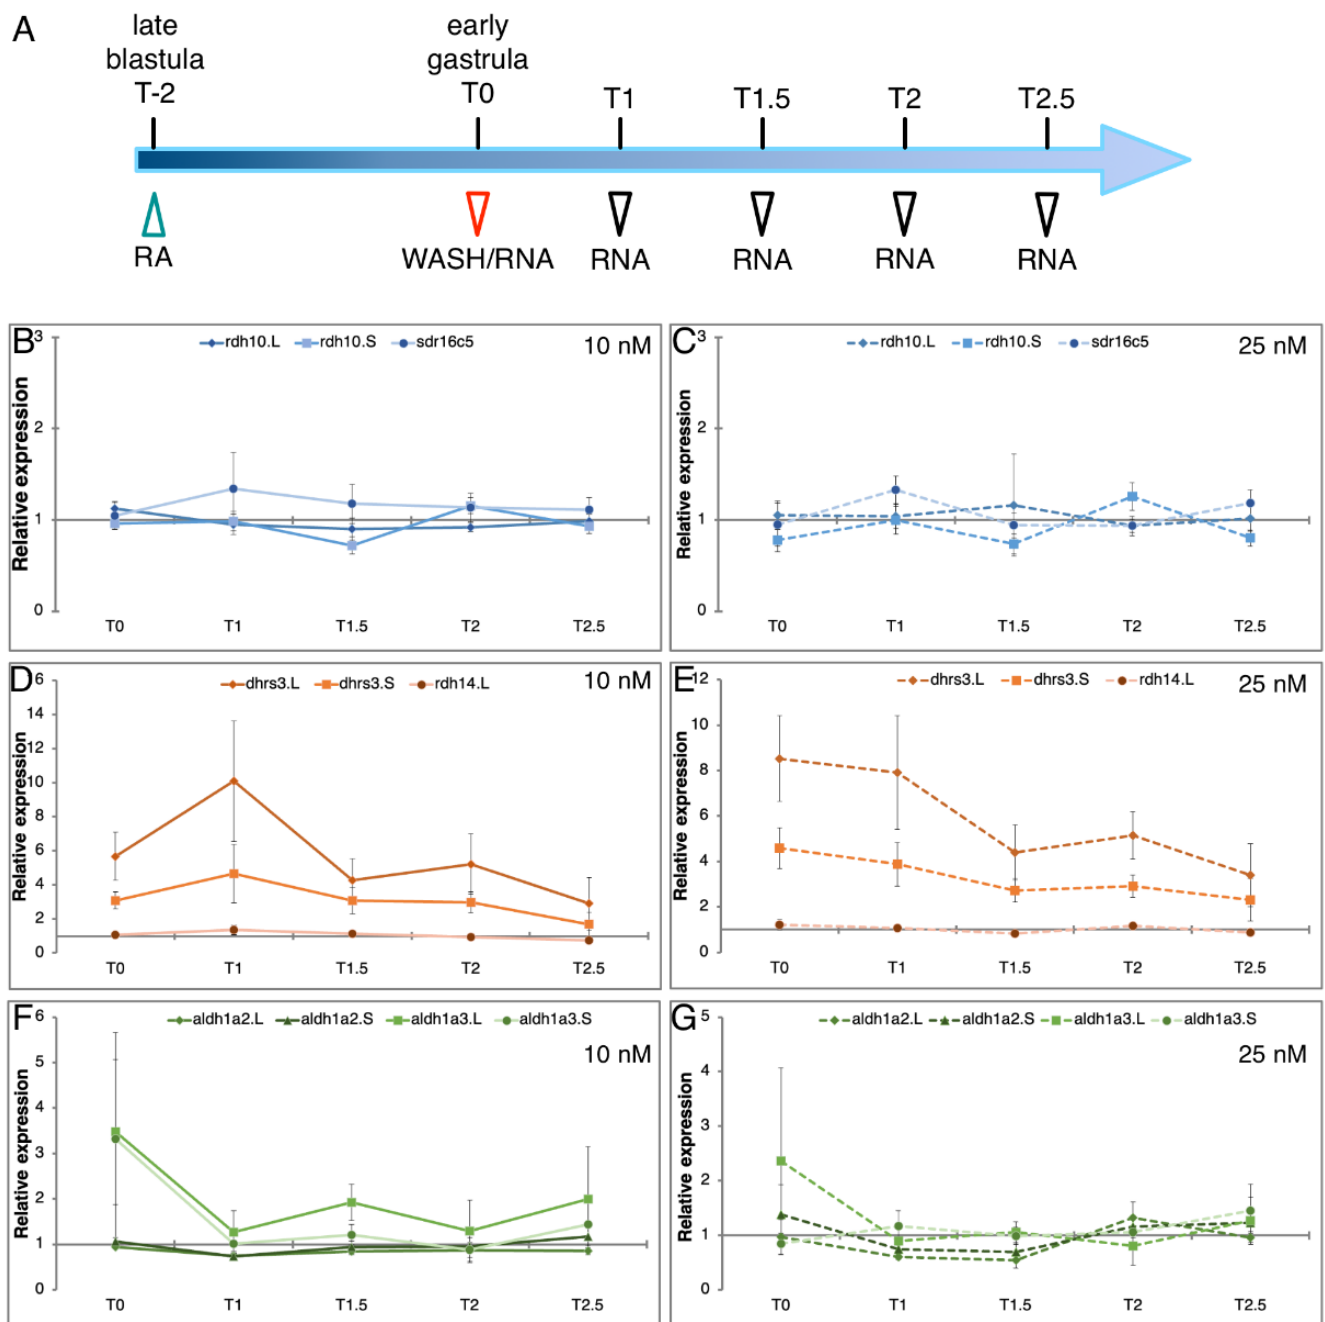 A
late
blastula
T-2
early
gastrula
T0
T1
T1.5
T2
T2.5
RA
WASH/RNA
RNA
RNA
RNA
RNA
B
rdh10.L
rdh10.S
sdr16c5
10 nM
Relative expression
3
2
1
0
T0
T1
T1.5
T2
T2.5
C
rdh10.L
rdh10.S
sdr16c5
25 nM
Relative expression
3
2
1
0
T0
T1
T1.5
T2
T2.5
D
dhrs3.L
dhrs3.S
rdh14.L
10 nM
Relative expression
6
14
12
10
8
6
4
2
0
T0
T1
T1.5
T2
T2.5
E
dhrs3.L
dhrs3.S
rdh14.L
25 nM
Relative expression
12
10
8
6
4
2
0
T0
T1
T1.5
T2
T2.5
F
aldh1a2.L
aldh1a2.S
aldh1a3.L
aldh1a3.S
10 nM
Relative expression
6
5
4
3
2
1
0
T0
T1
T1.5
T2
T2.5
G
aldh1a2.L
aldh1a2.S
aldh1a3.L
aldh1a3.S
25 nM
Relative expression
5
4
3
2
1
0
T0
T1
T1.5
T2
T2.5